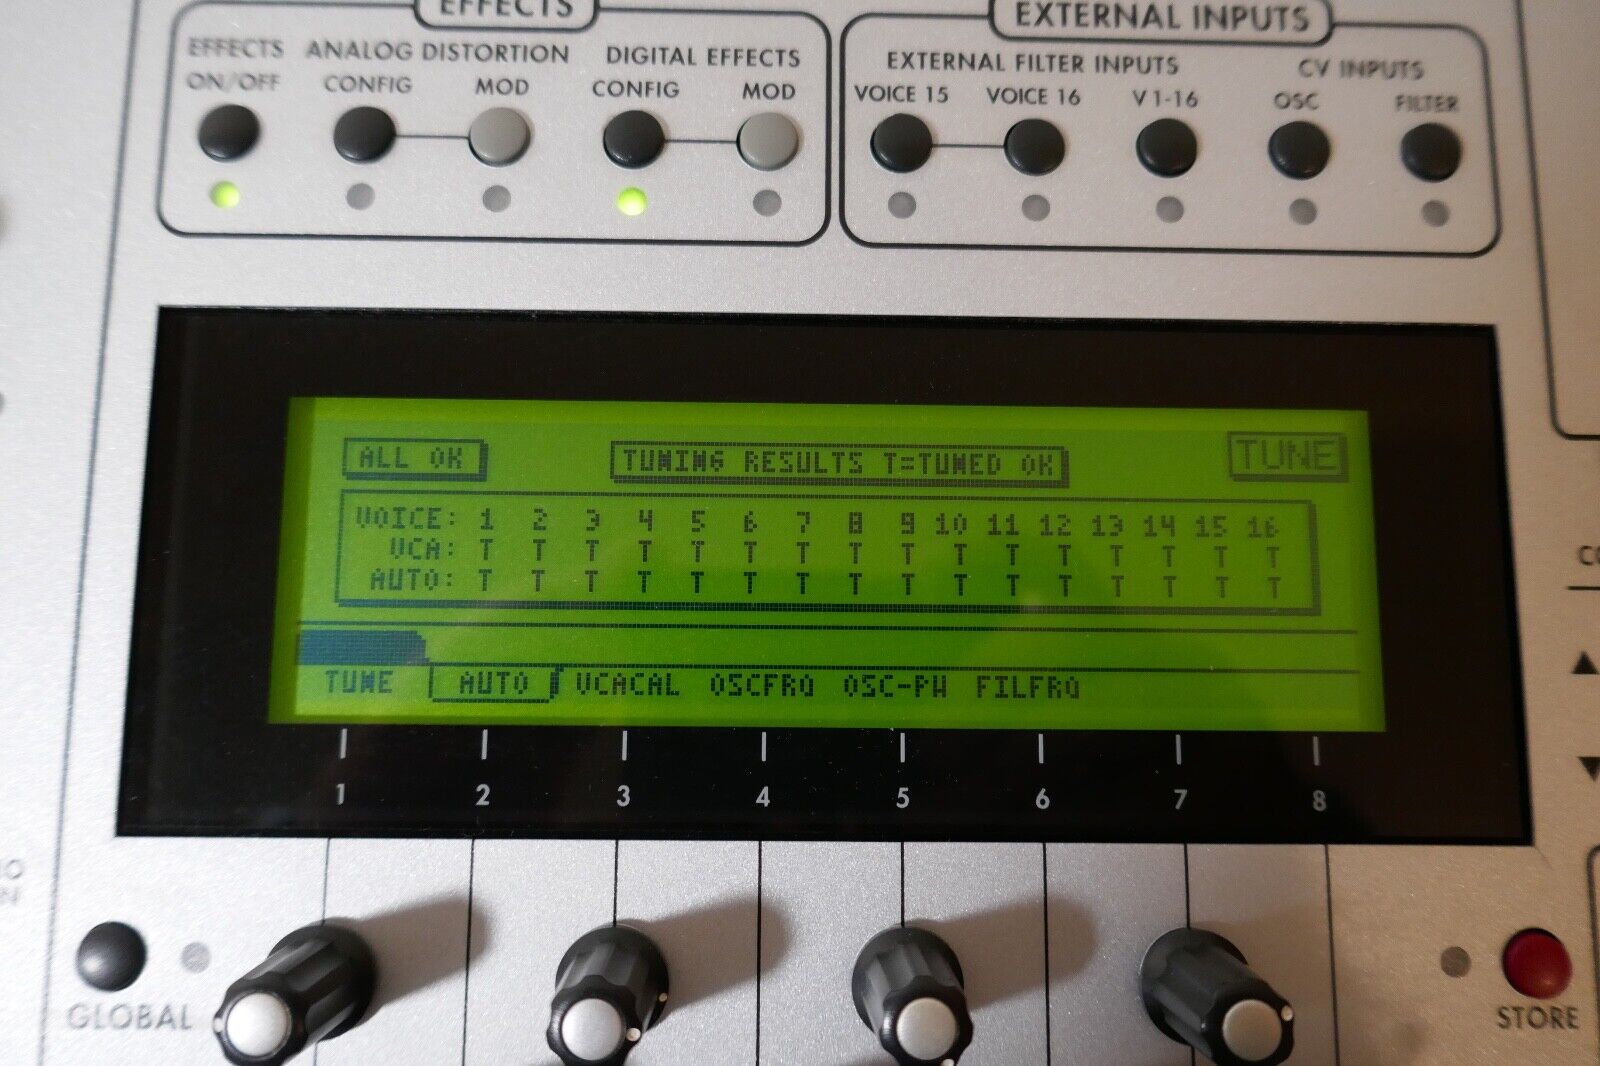 EFFECTS
EXTERNAL INPUTS
EFFECTS ANALOG DISTORTION DIGITAL EFFECTS
ON/OFF CONFIG MOD CONFIG MOD
EXTERNAL FILTER INPUTS CV INPUTS
VOICE 15 VOICE 16 V 1-16 OSC FILTER
ALL OK TUNING RESULTS T=TUNED OK TUNE
VOICE: 1 2 3 4 5 6 7 8 9 10 11 12 13 14 15 16
VCA: T T T T T T T T T T T T T T T T
AUTO: T T T T T T T T T T T T T T T T
TUNE AUTO VCACAL OSCFRQ OSC-PW FILFRQ
1 2 3 4 5 6 7 8
GLOBAL STORE